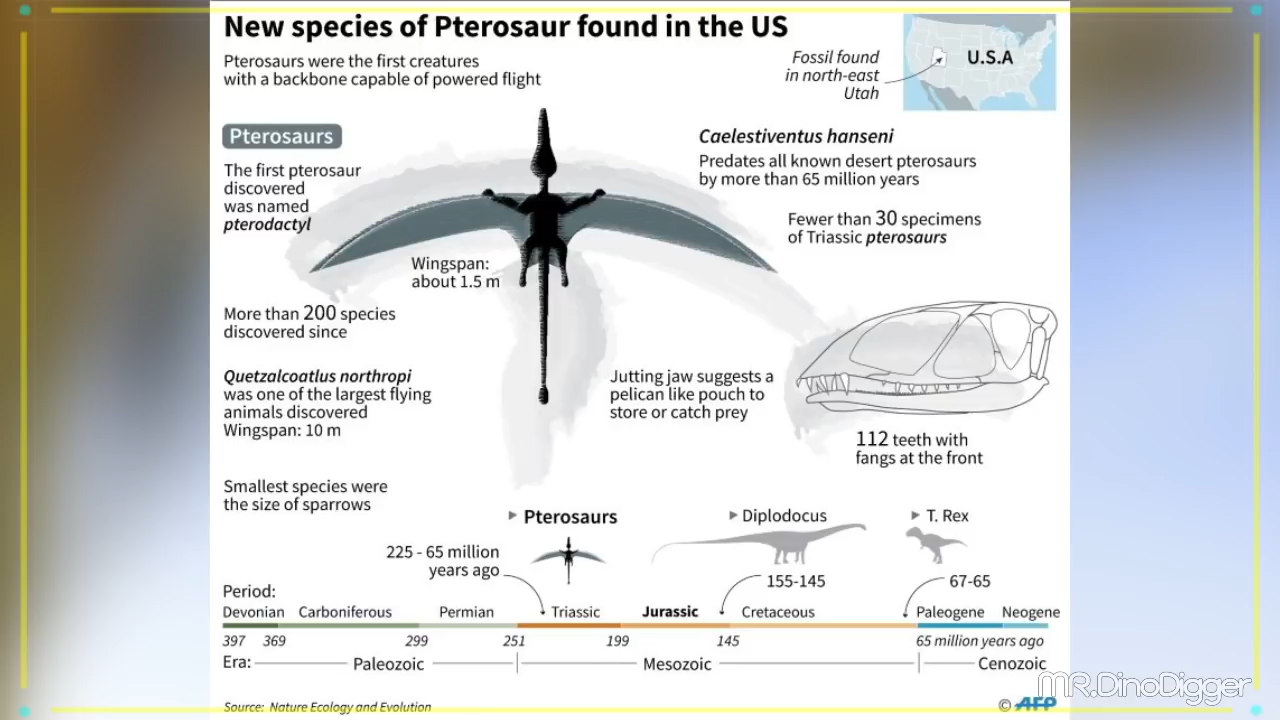 New species of Pterosaur found in the US
Pterosaurs were the first creatures
with a backbone capable of powered flight
Fossil found
in north-east
Utah
U.S.A
Pterosaurs
The first pterosaur
discovered
was named
pterodactyl
Wingspan:
about 1.5 m
More than 200 species
discovered since
Quetzalcoatlus northropi
was one of the largest flying
animals discovered
Wingspan: 10 m
Smallest species were
the size of sparrows
Caelestiventus hanseni
Predates all known desert pterosaurs
by more than 65 million years
Fewer than 30 specimens
of Triassic pterosaurs
Jutting jaw suggests a
pelican like pouch to
store or catch prey
112 teeth with
fangs at the front
Pterosaurs
225 - 65 million
years ago
Diplodocus
155-145
T. Rex
67-65
Period:
Devonian Carboniferous Permian Triassic Jurassic Cretaceous Paleogene Neogene
397 369 299 251 199 145 65 million years ago
Era: Paleozoic Mesozoic Cenozoic
Source: Nature Ecology and Evolution
© AFP
MR.DinoDigger